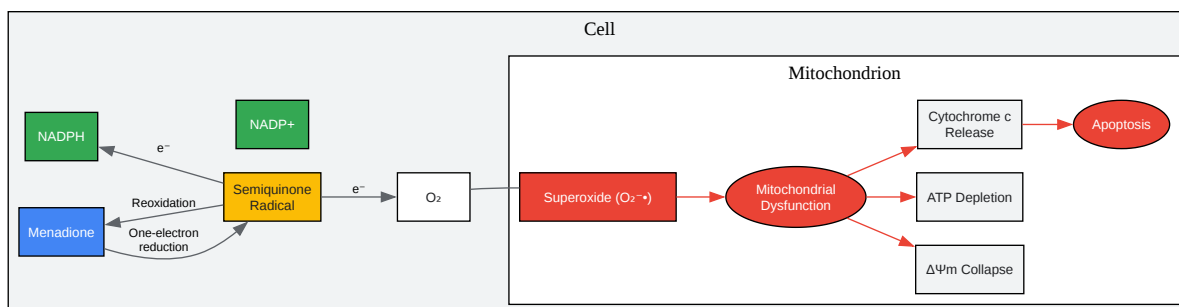 Cell
Mitochondrion
NADPH
NADP+
e⁻
Semiquinone
Radical
Reoxidation
Menadione
One-electron
reduction
e⁻
O₂
Superoxide (O₂⁻•)
Mitochondrial
Dysfunction
Cytochrome c
Release
Apoptosis
ATP Depletion
ΔΨm Collapse